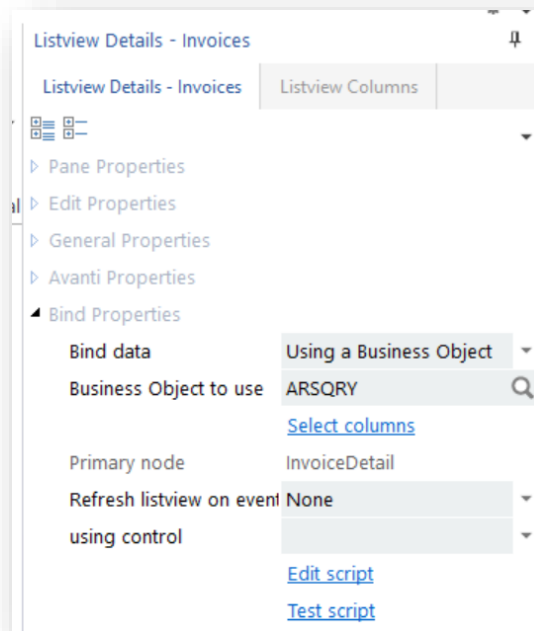 Listview Details - Invoices
Listview Details - Invoices Listview Columns
Pane Properties
al
Edit Properties
General Properties
Avanti Properties
Bind Properties
Bind data Using a Business Object
Business Object to use ARSQRY
Select columns
Primary node InvoiceDetail
Refresh listview on event None
using control
Edit script
Test script